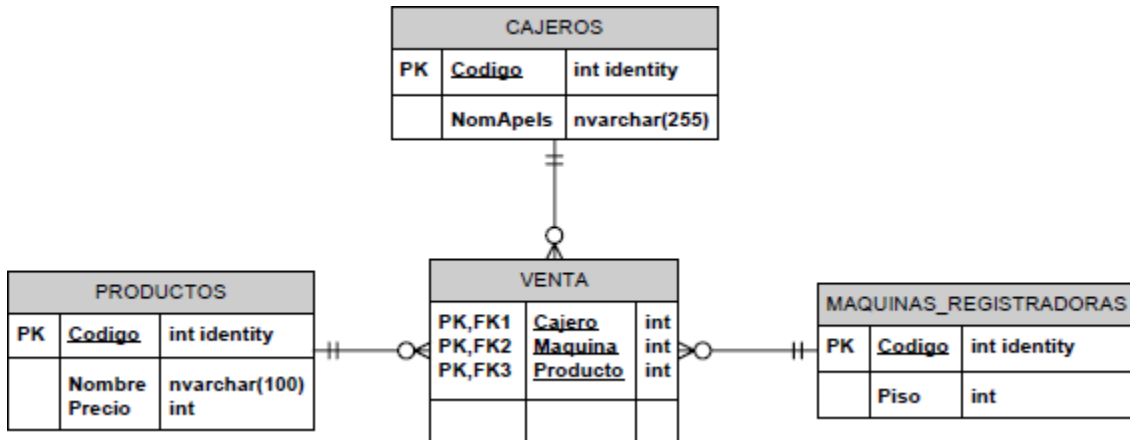 CAJEROS
PK Codigo int identity
NomApels nvarchar(255)
PRODUCTOS
PK Codigo int identity
Nombre nvarchar(100)
Precio int
VENTA
PK,FK1 Cajero int
PK,FK2 Maquina int
PK,FK3 Producto int
MAQUINAS_REGISTRADORAS
PK Codigo int identity
Piso int